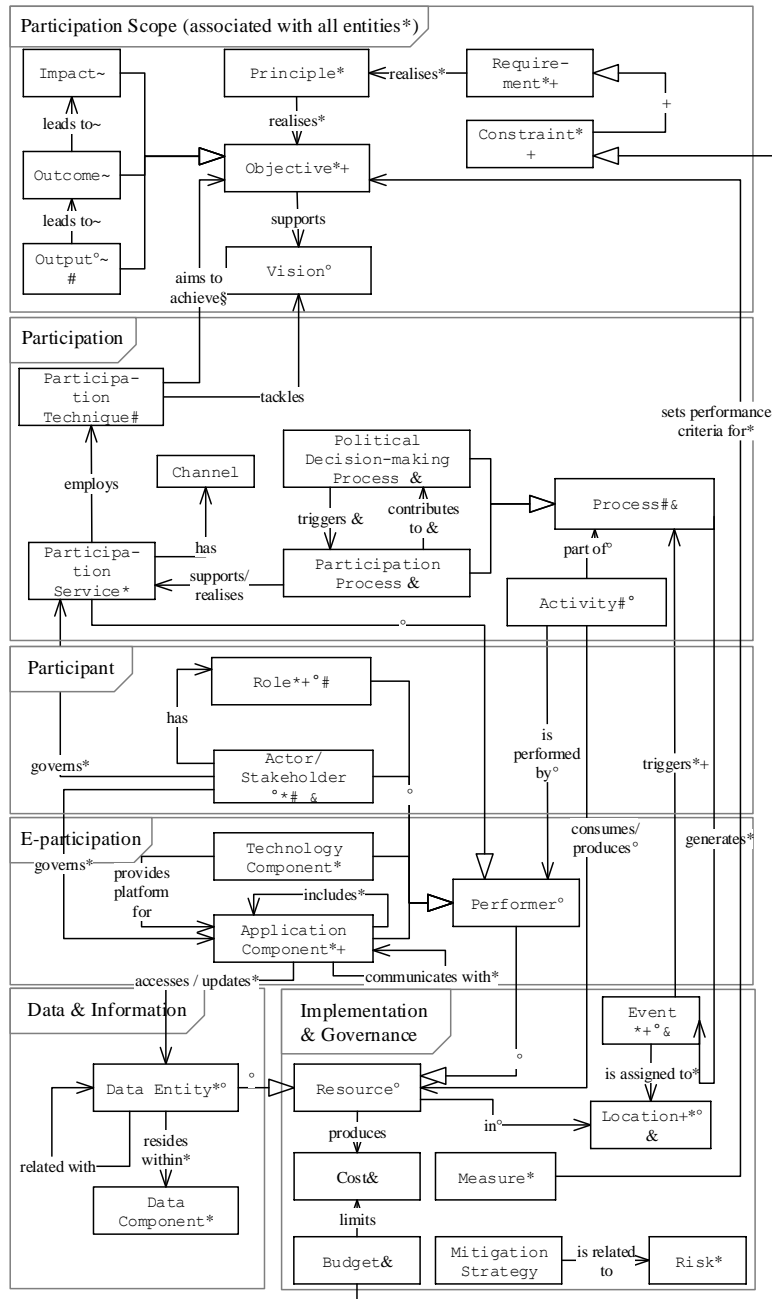 Participation Scope (associated with all entities*)
Impact~
Principle*
realises*
Require-
ment*+
leads to~
realises*
+
Constraint*
+
Outcome~
Objective*+
leads to~
supports
Output°~
#
aims to
achieve§
Vision°
Participation
Participa-
tion
Technique#
tackles
sets performance
criteria for*
Political
Decision-making
Process &
Channel
employs
Process#&
triggers &
contributes
to &
has
part of°
Participa-
tion
Service*
supports/
realises
Participation
Process &
Activity#°
°
Participant
Role*+°#
has
is
performed
by°
governs*
Actor/
Stakeholder
°*# &
triggers*+
°
E-participation
governs*
Technology
Component*
consumes/
produces°
generates*
provides
platform
for
includes*
Performer°
Application
Component*+
accesses / updates*
communicates with*
Data & Information
Implementation
& Governance
Event
*+°&
°
°
is assigned to*
Data Entity*°
Resource°
in°
Location+*°
&
related with
resides
within*
produces
Data
Component*
Cost&
Measure*
limits
Budget&
Mitigation
Strategy
is related
to
Risk*